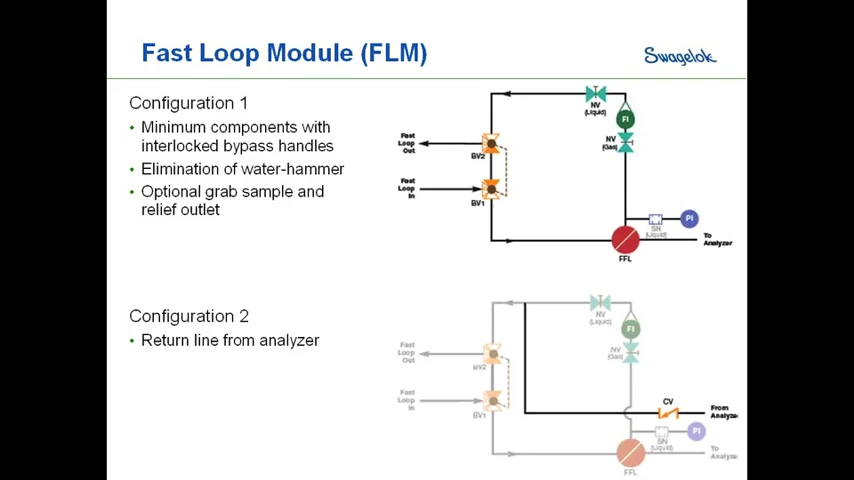 Fast Loop Module (FLM)
Swagelok
Configuration 1
• Minimum components with
interlocked bypass handles
• Elimination of water-hammer
• Optional grab sample and
relief outlet
NV
(Liquid)
FI
NV
(Gas)
Fast
Loop
Out
BV2
Fast
Loop
In
BV1
PI
SN
(Liquid)
To
Analyzer
FFL
Configuration 2
• Return line from analyzer
NV
(Liquid)
FI
NV
(Gas)
Fast
Loop
Out
BV2
Fast
Loop
In
BV1
CV
From
Analyze
PI
SN
(Liquid)
To
Analyze
FFL